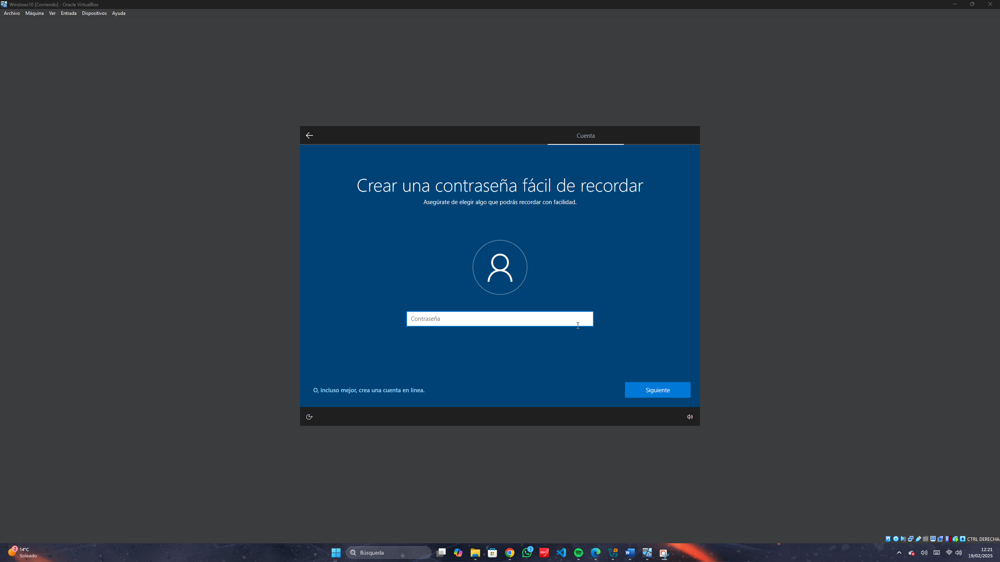 Windows10 [Corriendo] - Oracle VirtualBox
Archivo Máquina Ver Entrada Dispositivos Ayuda
Cuenta
Crear una contraseña fácil de recordar
Asegúrate de elegir algo que podrás recordar con facilidad.
Contraseña
O, incluso mejor, crea una cuenta en línea.
Siguiente
CTRL DERECHA
2
14°C
Soleado
Búsqueda
1
PDF
12:21
19/02/2025